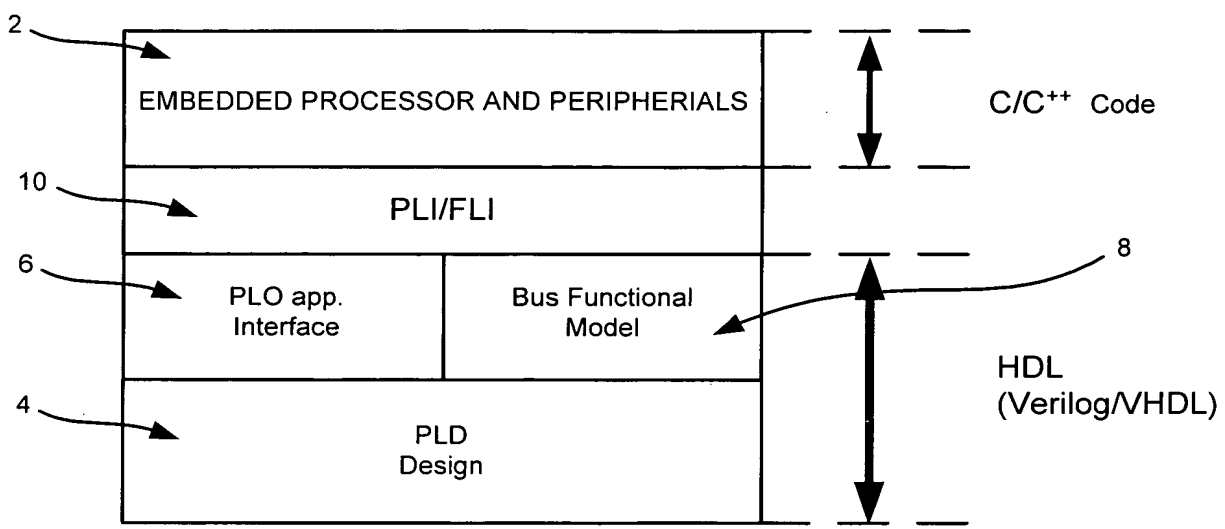 2
EMBEDDED PROCESSOR AND PERIPHERIALS
C/C++ Code
10
PLI/FLI
6
PLO app.
Interface
Bus Functional
Model
8
HDL
(Verilog/VHDL)
4
PLD
Design